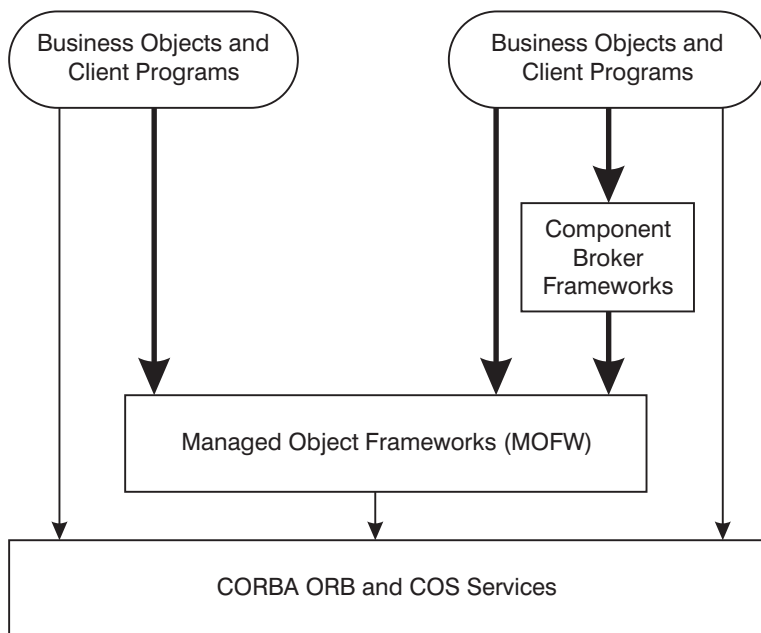 Business Objects and
Client Programs
Business Objects and
Client Programs
Component
Broker
Frameworks
Managed Object Frameworks (MOFW)
CORBA ORB and COS Services